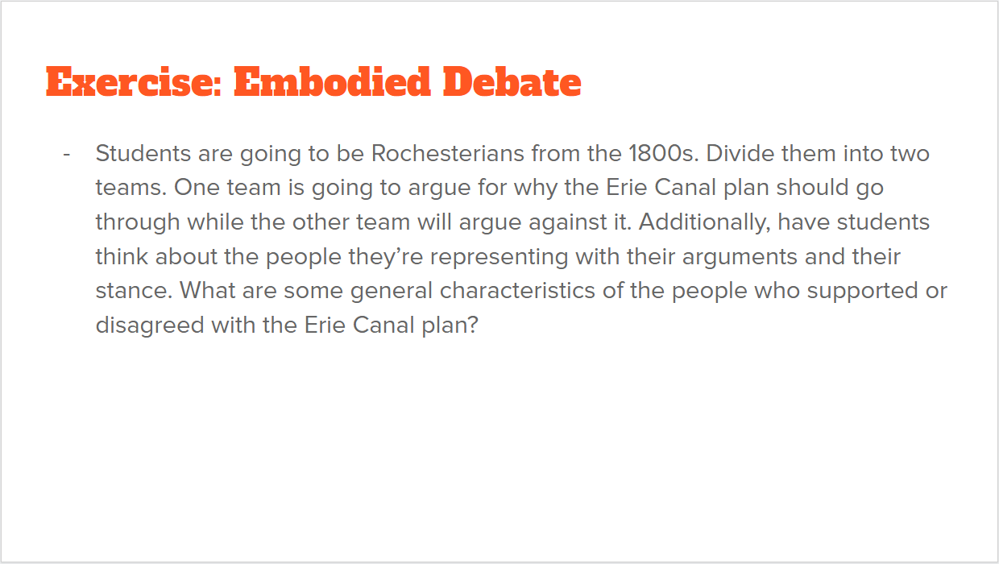 Exercise: Embodied Debate
- Students are going to be Rochesterians from the 1800s. Divide them into two
teams. One team is going to argue for why the Erie Canal plan should go
through while the other team will argue against it. Additionally, have students
think about the people they’re representing with their arguments and their
stance. What are some general characteristics of the people who supported or
disagreed with the Erie Canal plan?